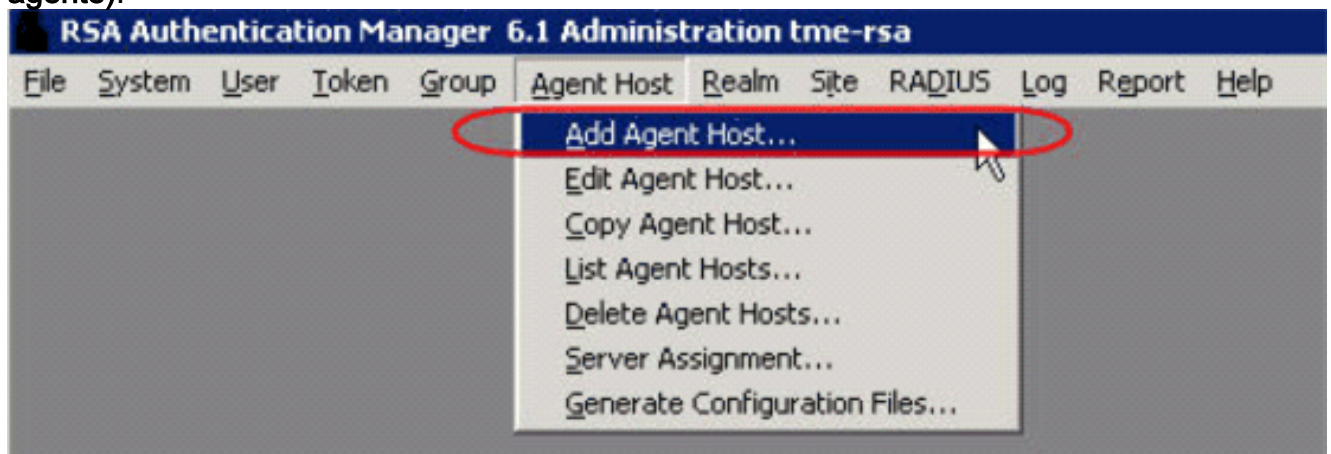 agents).
RSA Authentication Manager 6.1 Administration tme-rsa
File System User Token Group Agent Host Realm Site RADIUS Log Report Help
Add Agent Host...
Edit Agent Host...
Copy Agent Host...
List Agent Hosts...
Delete Agent Hosts...
Server Assignment...
Generate Configuration Files...